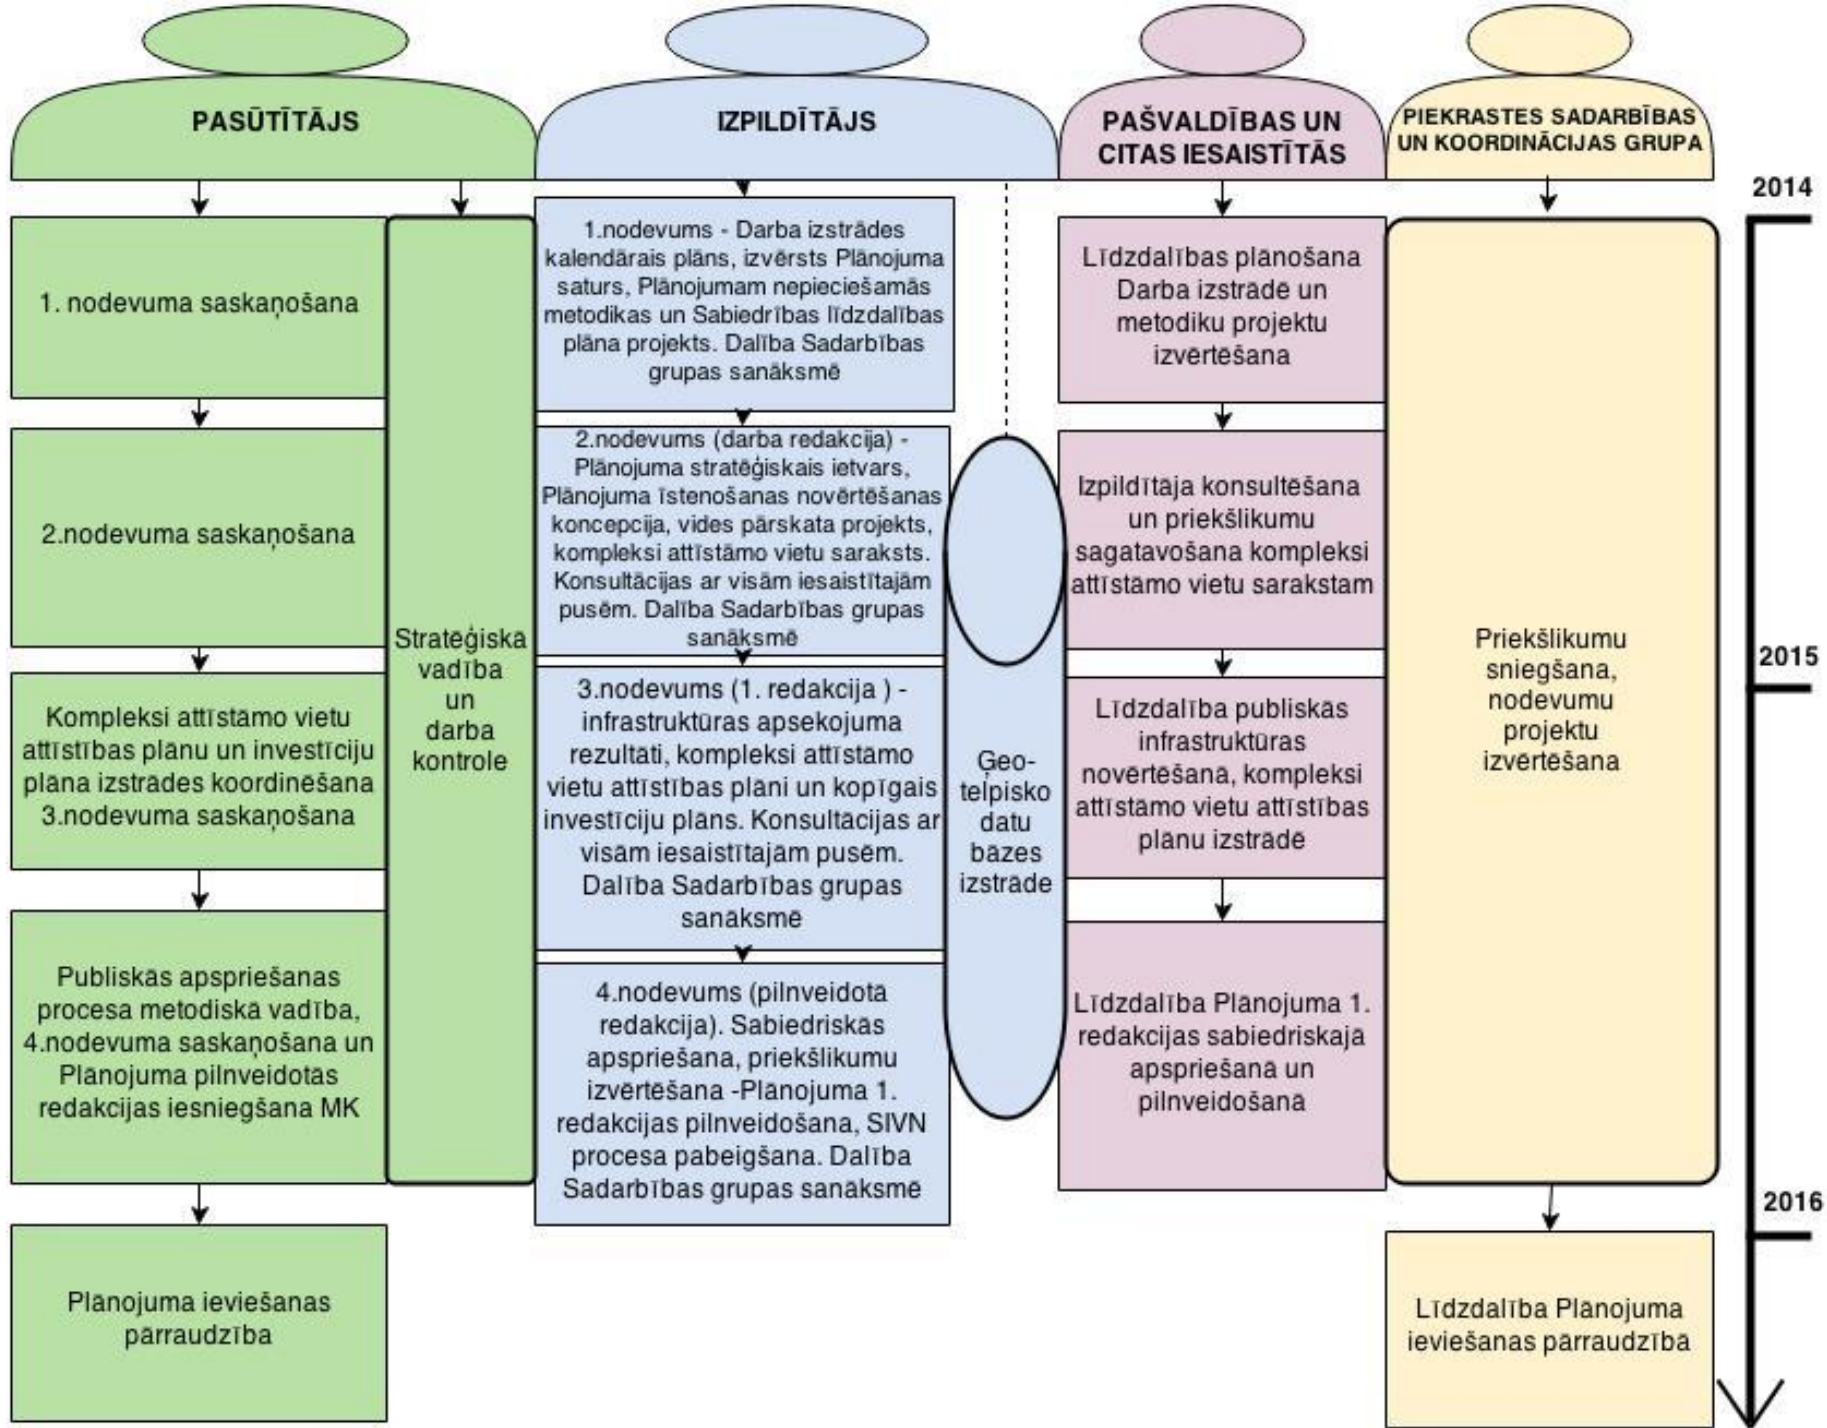 PASŪTĪTĀJS
1. nodevuma saskaņošana
2.nodevuma saskaņošana
Kompleksi attīstāmo vietu
attīstības plānu un investīciju
plāna izstrādes koordinēšana
3.nodevuma saskaņošana
Publiskās apspriešanas
procesa metodiskā vadība,
4.nodevuma saskaņošana un
Plānojuma pilnveidotās
redakcijas iesniegšana MK
Plānojuma ieviešanas
pārraudzība
Stratēģiskā
vadība
un
darba
kontrole
IZPILDĪTĀJS
1.nodevums - Darba izstrādes
kalendārais plāns, izvērsts Plānojuma
saturs, Plānojumam nepieciešamās
metodikas un Sabiedrības līdzdalības
plāna projekts. Dalība Sadarbības
grupas sanāksmē
2.nodevums (darba redakcija) -
Plānojuma stratēģiskais ietvars,
Plānojuma īstenošanas novērtēšanas
koncepcija, vides pārskata projekts,
kompleksi attīstāmo vietu saraksts.
Konsultācijas ar visām iesaistītajām
pusēm. Dalība Sadarbības grupas
sanāksmē
3.nodevums (1. redakcija ) -
infrastruktūras apsekojuma
rezultāti, kompleksi attīstāmo
vietu attīstības plāni un kopīgais
investīciju plāns. Konsultācijas ar
visām iesaistītajām pusēm.
Dalība Sadarbības grupas
sanāksmē
4.nodevums (pilnveidotā
redakcija). Sabiedriskās
apspriešana, priekšlikumu
izvērtēšana -Plānojuma 1.
redakcijas pilnveidošana, SIVN
procesa pabeigšana. Dalība
Sadarbības grupas sanāksmē
Ģeo-
telpisko
datu
bāzes
izstrāde
PAŠVALDĪBAS UN
CITAS IESAISTĪTĀS
Līdzdalības plānošana
Darba izstrādē un
metodiku projektu
izvērtēšana
Izpildītāja konsultēšana
un priekšlikumu
sagatavošana kompleksi
attīstāmo vietu sarakstam
Līdzdalība publiskās
infrastruktūras
novērtēšanā, kompleksi
attīstāmo vietu attīstības
plānu izstrādē
Līdzdalība Plānojuma 1.
redakcijas sabiedriskajā
apspriešanā un
pilnveidošanā
PIEKRASTES SADARBĪBAS
UN KOORDINĀCIJAS GRUPA
Priekšlikumu
sniegšana,
nodevumu
projektu
izvērtēšana
Līdzdalība Plānojuma
ieviešanas pārraudzībā
2014
2015
2016